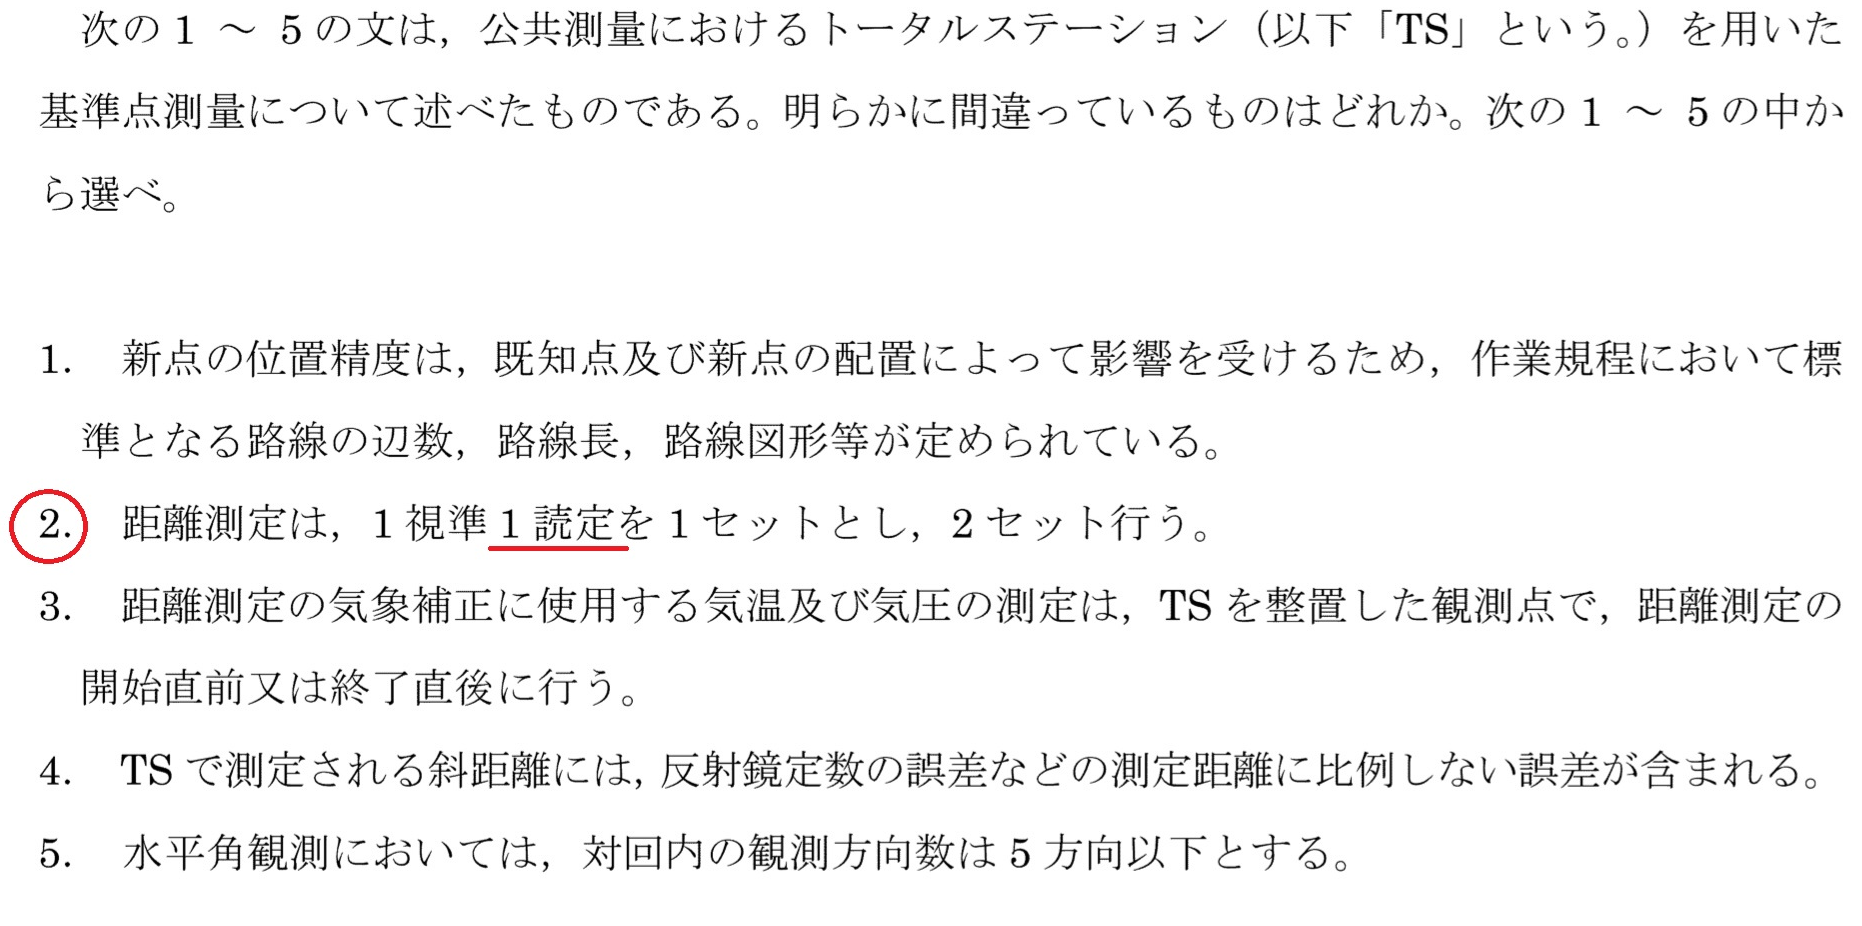 次の 1 ～ 5 の文は，公共測量におけるトータルステーション（以下「TS」という。）を用いた
基準点測量について述べたものである。明らかに間違っているものはどれか。次の 1 ～ 5 の中か
ら選べ。
1.　新点の位置精度は，既知点及び新点の配置によって影響を受けるため，作業規程において標
準となる路線の辺数，路線長，路線図形等が定められている。
2.　距離測定は，1 視準 1 読定を 1 セットとし，2 セット行う。
3.　距離測定の気象補正に使用する気温及び気圧の測定は，TS を整置した観測点で，距離測定の
開始直前又は終了直後に行う。
4.　TS で測定される斜距離には，反射鏡定数の誤差などの測定距離に比例しない誤差が含まれる。
5.　水平角観測においては，対回内の観測方向数は 5 方向以下とする。